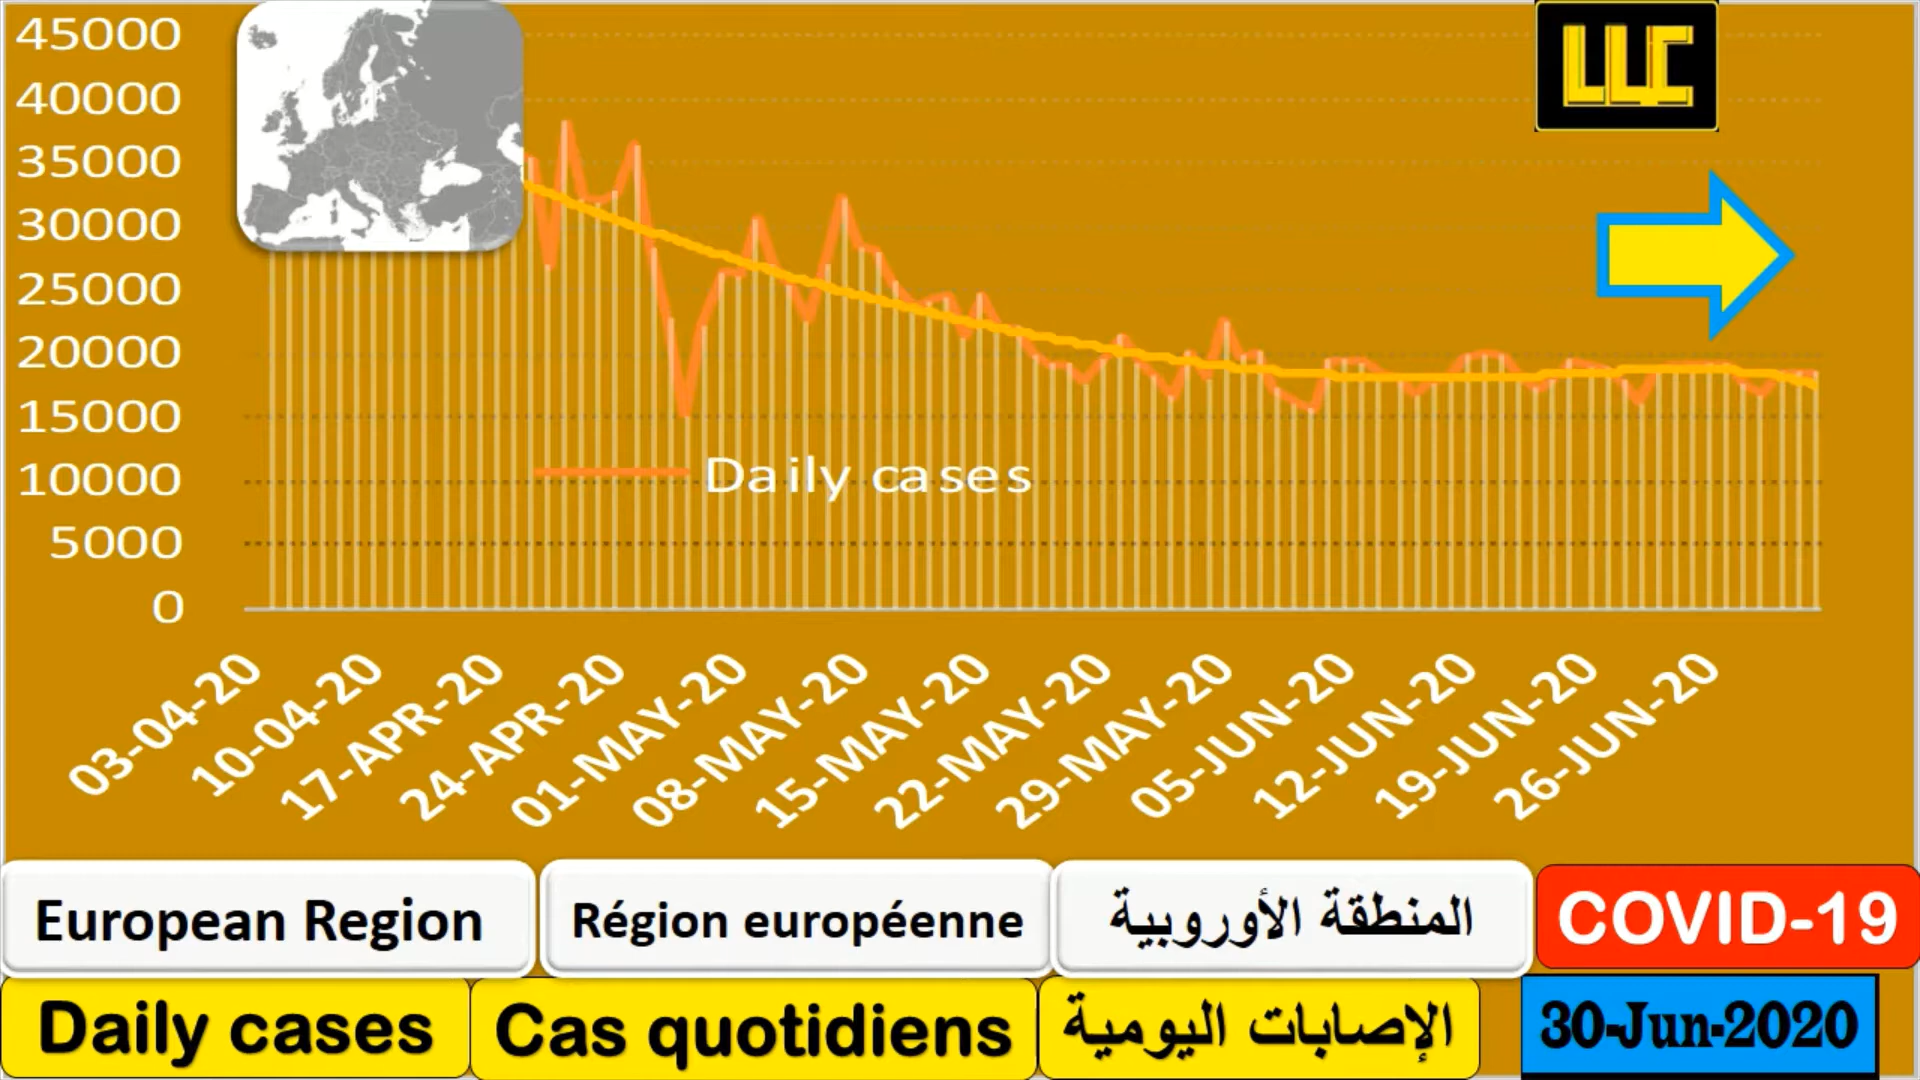 45000
40000
35000
30000
25000
20000
15000
10000
5000
0
LLC
Daily cases
03-04-20
10-04-20
17-APR-20
24-APR-20
01-MAY-20
08-MAY-20
15-MAY-20
22-MAY-20
29-MAY-20
05-JUN-20
12-JUN-20
19-JUN-20
26-JUN-20
European Region
Région européenne
المنطقة الأوروبية
COVID-19
Daily cases
Cas quotidiens
الإصابات اليومية
30-Jun-2020